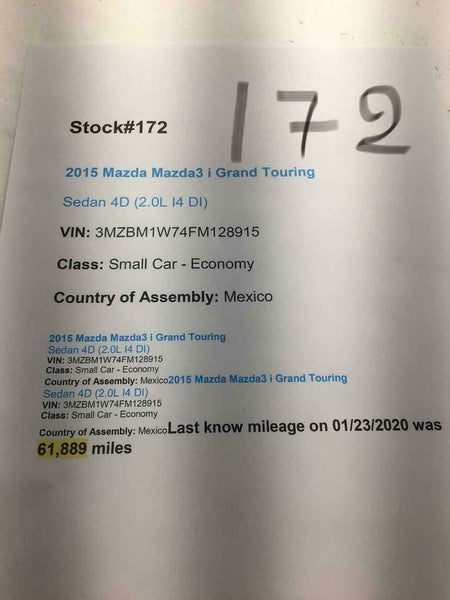 172
Stock#172
2015 Mazda Mazda3 i Grand Touring
Sedan 4D (2.0L I4 DI)
VIN: 3MZBM1W74FM128915
Class: Small Car - Economy
Country of Assembly: Mexico
2015 Mazda Mazda3 i Grand Touring
Sedan 4D (2.0L I4 DI)
VIN: 3MZBM1W74FM128915
Class: Small Car - Economy
Country of Assembly: Mexico2015 Mazda Mazda3 i Grand Touring
Sedan 4D (2.0L I4 DI)
VIN: 3MZBM1W74FM128915
Class: Small Car - Economy
Country of Assembly: MexicoLast know mileage on 01/23/2020 was
61,889 miles